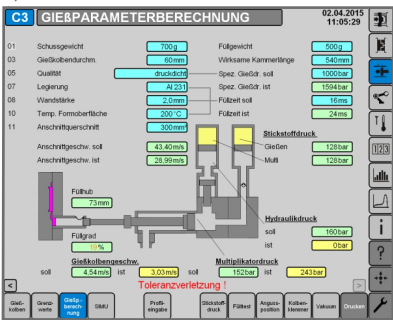 C3 GIEßPARAMETERBERECHNUNG 02.04.2015 11:05:29
01 Schussgewicht 700g Füllgewicht 500g
03 Gießkolbendurchm. 60mm Wirksame Kammerlänge 540mm
05 Qualität druckdicht Spez. Gießdr. soll 1000bar
07 Legierung Al 231 Spez. Gießdr. ist 1594bar
08 Wandstärke 2,0mm Füllzeit soll 16ms
10 Temp. Formoberfläche 200°C Füllzeit ist 24ms
11 Anschnittquerschnitt 300mm²
Stickstoffdruck
Anschnittgeschw. soll 43,40m/s Gießen 128bar
Anschnittgeschw. ist 28,99m/s Multi 128bar
Füllhub
73mm
Hydraulikdruck
soll 160bar
Füllgrad
19%
ist 0bar
Gießkolbengeschw. Multiplikatordruck
soll 4,54m/s ist 3,03m/s soll 152bar ist 243bar
Toleranzverletzung !
< >
Gieß-kolben Grenz-werte Gießp.-berech-nung SIMU Profil-eingabe Stickstoff-druck Fülltest Anguss-position Kolben-klemmer Vakuum Drucken
123
i
?